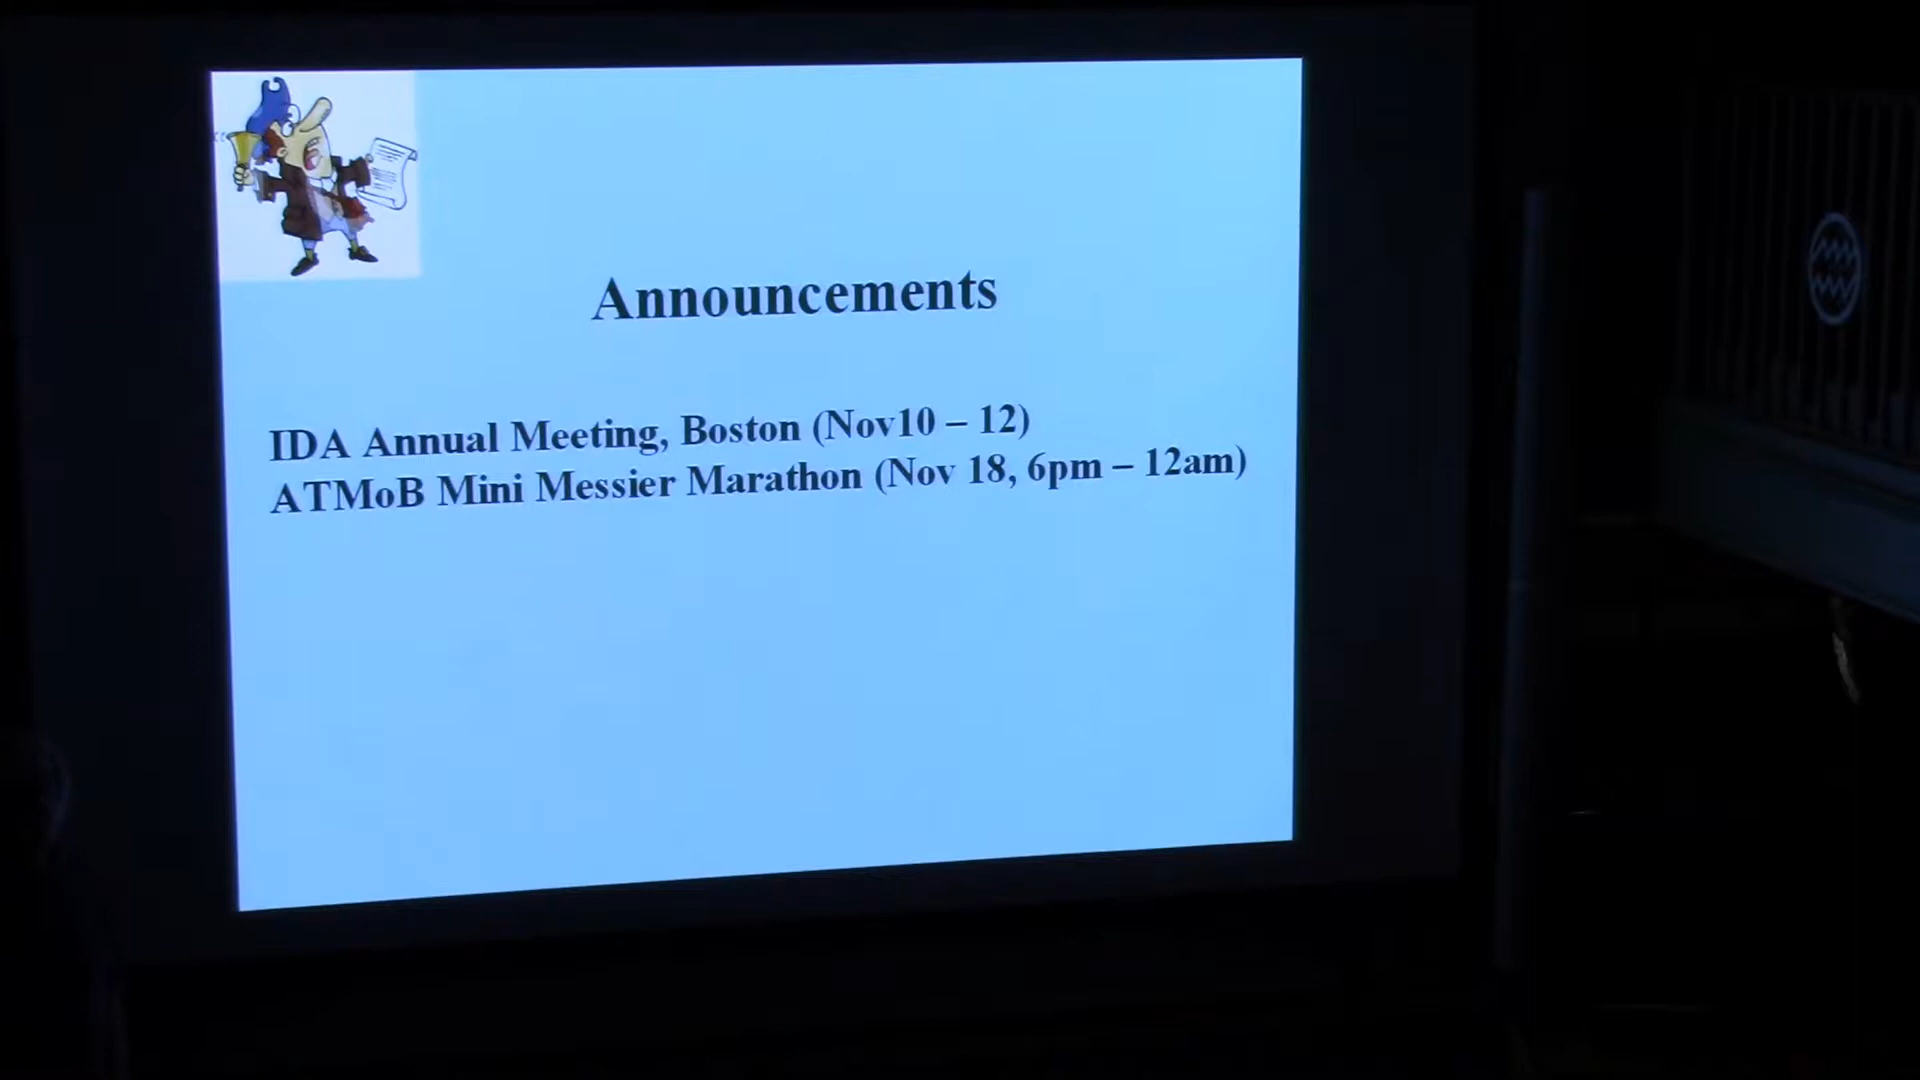 Announcements
IDA Annual Meeting, Boston (Nov10 – 12)
ATMoB Mini Messier Marathon (Nov 18, 6pm – 12am)